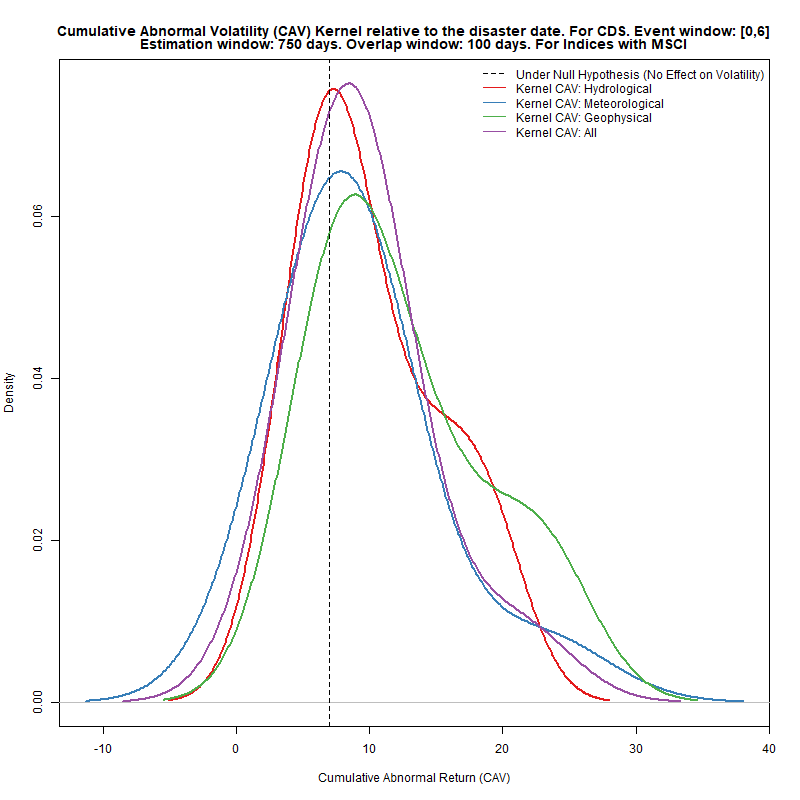 Cumulative Abnormal Volatility (CAV) Kernel relative to the disaster date. For CDS. Event window: [0,6]
Estimation window: 750 days. Overlap window: 100 days. For Indices with MSCI
Under Null Hypothesis (No Effect on Volatility)
Kernel CAV: Hydrological
Kernel CAV: Meteorological
Kernel CAV: Geophysical
Kernel CAV: All
Density
0.06
0.04
0.02
0.00
-10 0 10 20 30 40
Cumulative Abnormal Return (CAV)